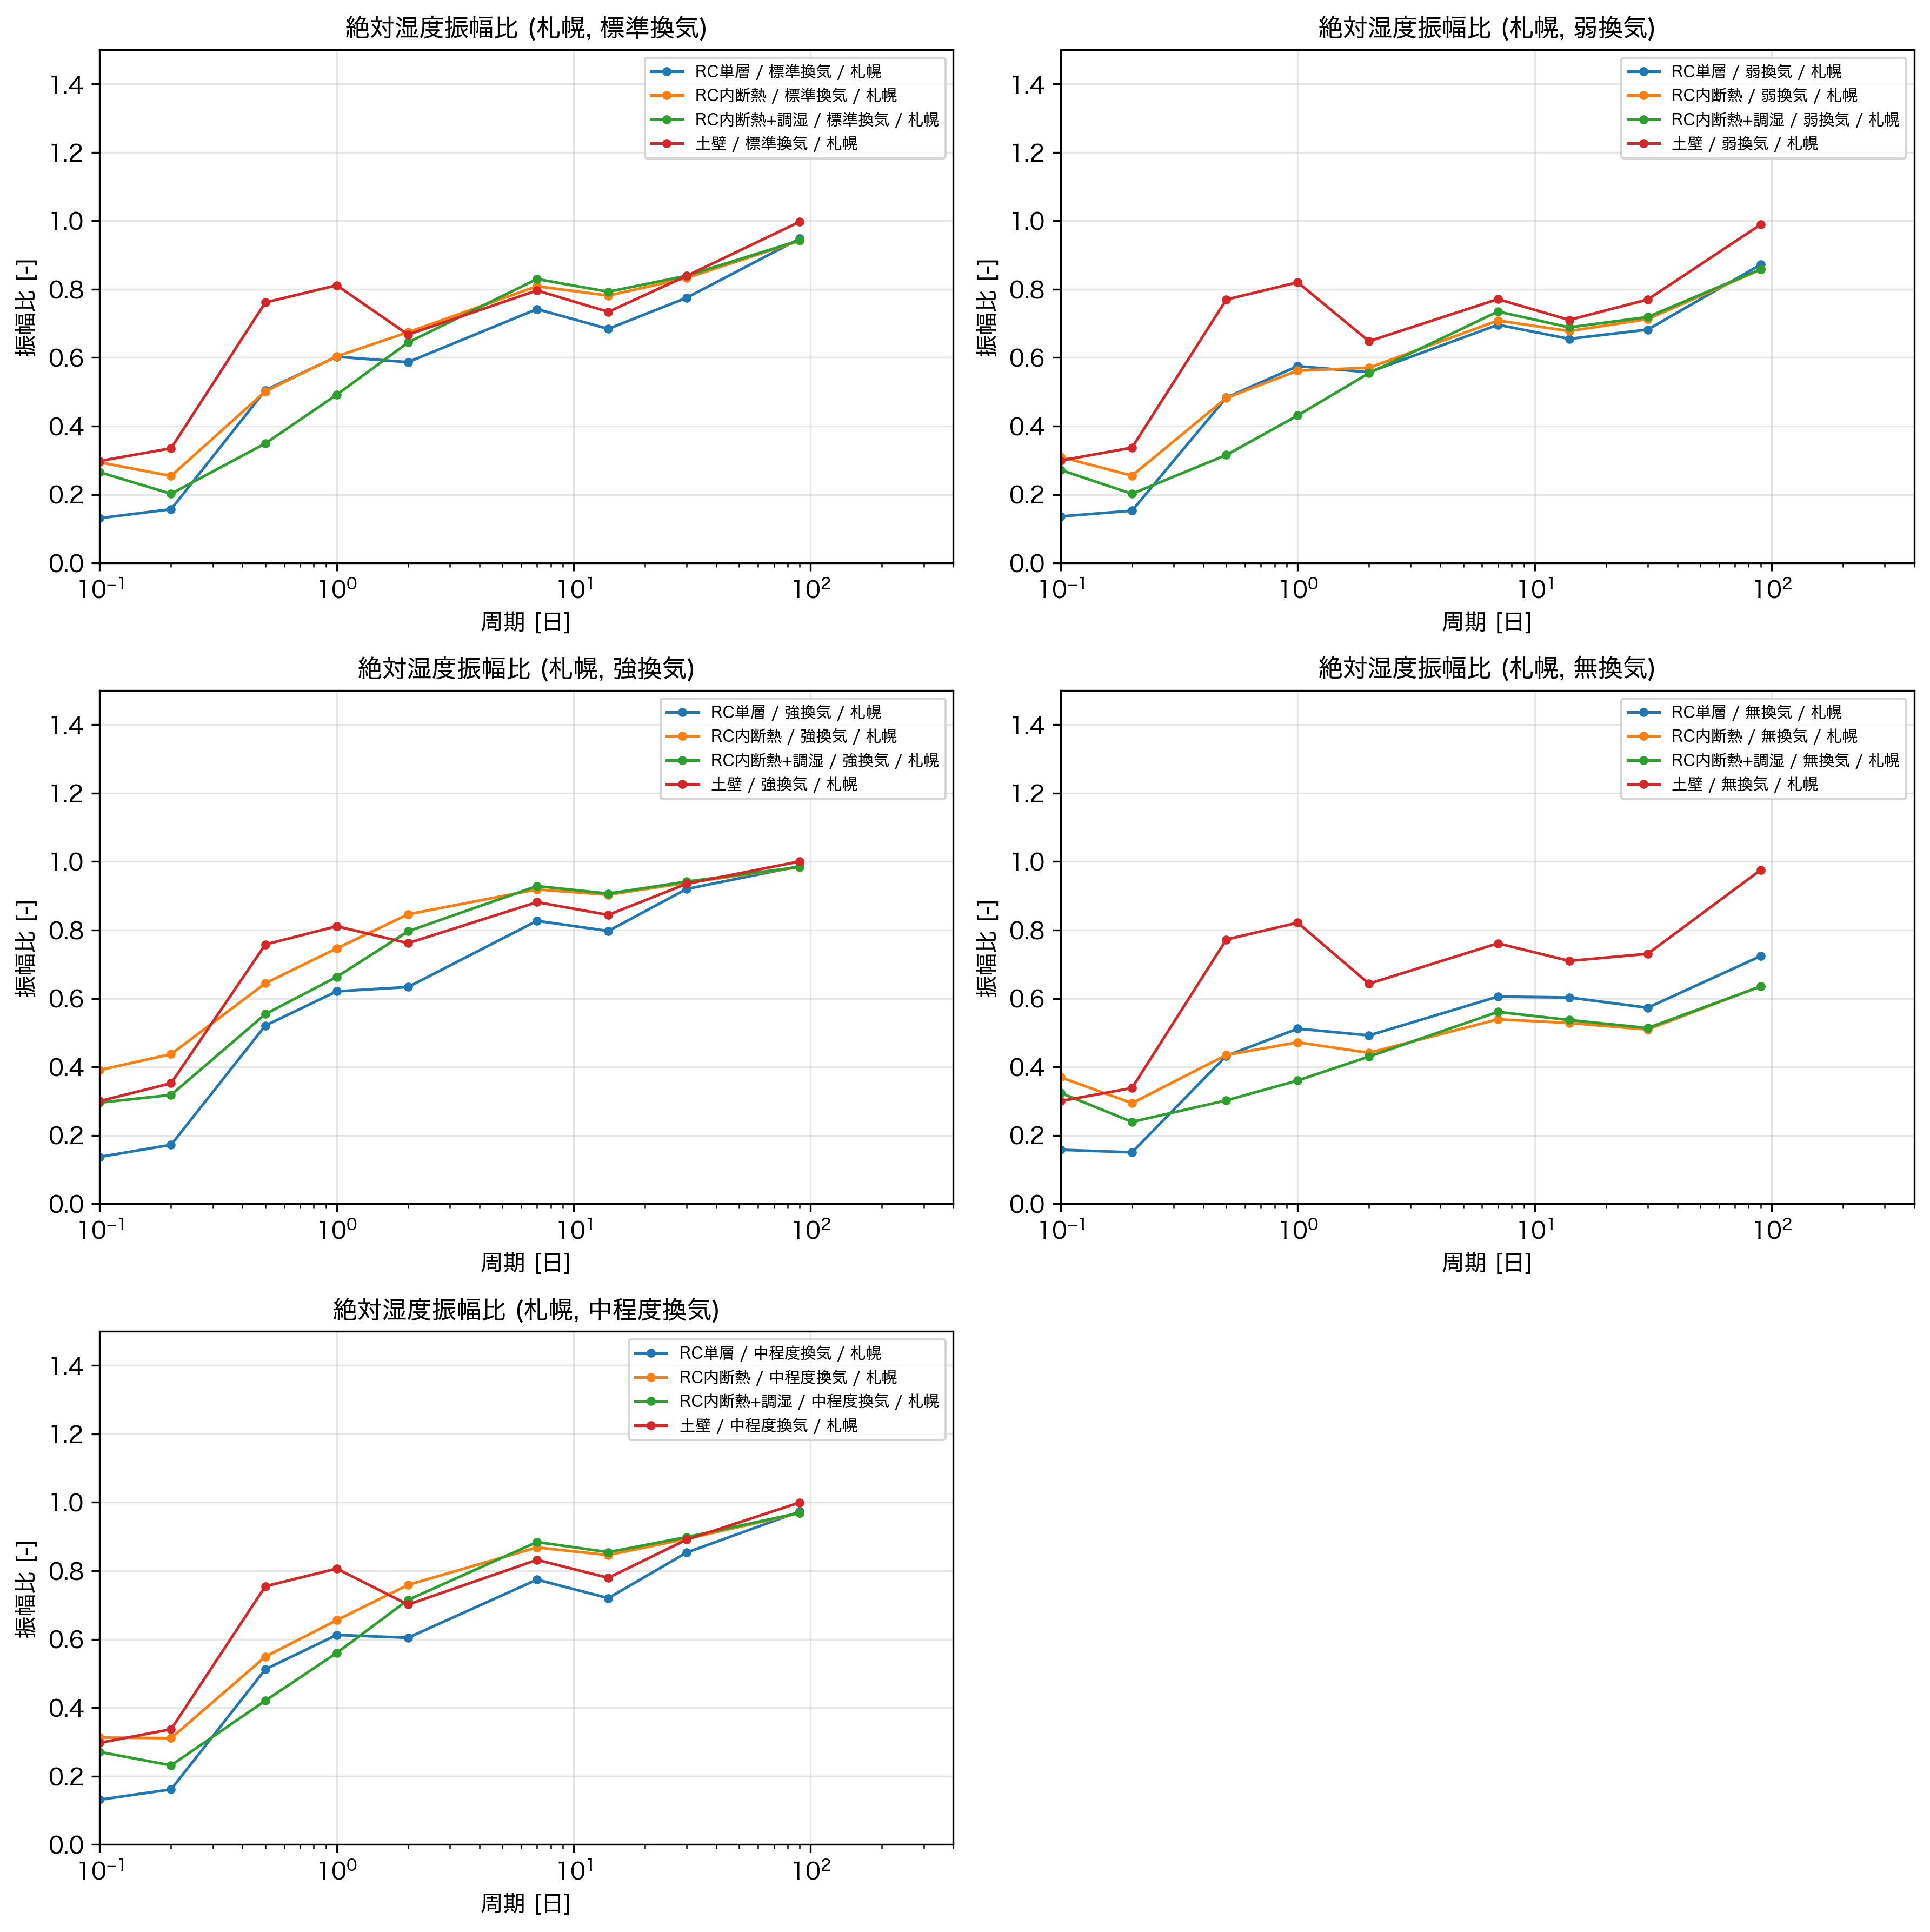 絶対湿度振幅比 (札幌, 標準換気)
RC単層 / 標準換気 / 札幌
RC内断熱 / 標準換気 / 札幌
RC内断熱+調湿 / 標準換気 / 札幌
土壁 / 標準換気 / 札幌
振幅比 [-]
1.4
1.2
1.0
0.8
0.6
0.4
0.2
0.0
10⁻¹ 10⁰ 10¹ 10²
周期 [日]
絶対湿度振幅比 (札幌, 弱換気)
RC単層 / 弱換気 / 札幌
RC内断熱 / 弱換気 / 札幌
RC内断熱+調湿 / 弱換気 / 札幌
土壁 / 弱換気 / 札幌
振幅比 [-]
1.4
1.2
1.0
0.8
0.6
0.4
0.2
0.0
10⁻¹ 10⁰ 10¹ 10²
周期 [日]
絶対湿度振幅比 (札幌, 強換気)
RC単層 / 強換気 / 札幌
RC内断熱 / 強換気 / 札幌
RC内断熱+調湿 / 強換気 / 札幌
土壁 / 強換気 / 札幌
振幅比 [-]
1.4
1.2
1.0
0.8
0.6
0.4
0.2
0.0
10⁻¹ 10⁰ 10¹ 10²
周期 [日]
絶対湿度振幅比 (札幌, 無換気)
RC単層 / 無換気 / 札幌
RC内断熱 / 無換気 / 札幌
RC内断熱+調湿 / 無換気 / 札幌
土壁 / 無換気 / 札幌
振幅比 [-]
1.4
1.2
1.0
0.8
0.6
0.4
0.2
0.0
10⁻¹ 10⁰ 10¹ 10²
周期 [日]
絶対湿度振幅比 (札幌, 中程度換気)
RC単層 / 中程度換気 / 札幌
RC内断熱 / 中程度換気 / 札幌
RC内断熱+調湿 / 中程度換気 / 札幌
土壁 / 中程度換気 / 札幌
振幅比 [-]
1.4
1.2
1.0
0.8
0.6
0.4
0.2
0.0
10⁻¹ 10⁰ 10¹ 10²
周期 [日]